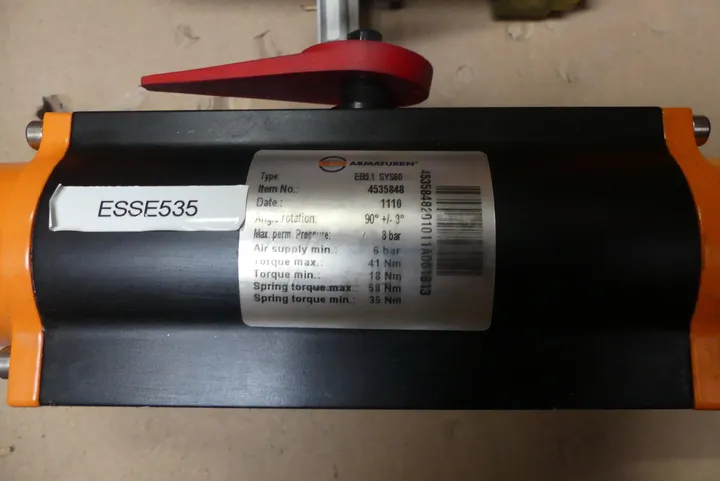 ESSE535
ARMATUREN®
Type: EB5.1 SYS60
Item No.: 4535848
Date.: 1110
Angle rotation: 90° +/- 3°
Max. perm. Pressure: 8 bar
Air supply min.: 6 bar
Torque max.: 41 Nm
Torque min.: 18 Nm
Spring torque max.: 58 Nm
Spring torque min.: 35 Nm